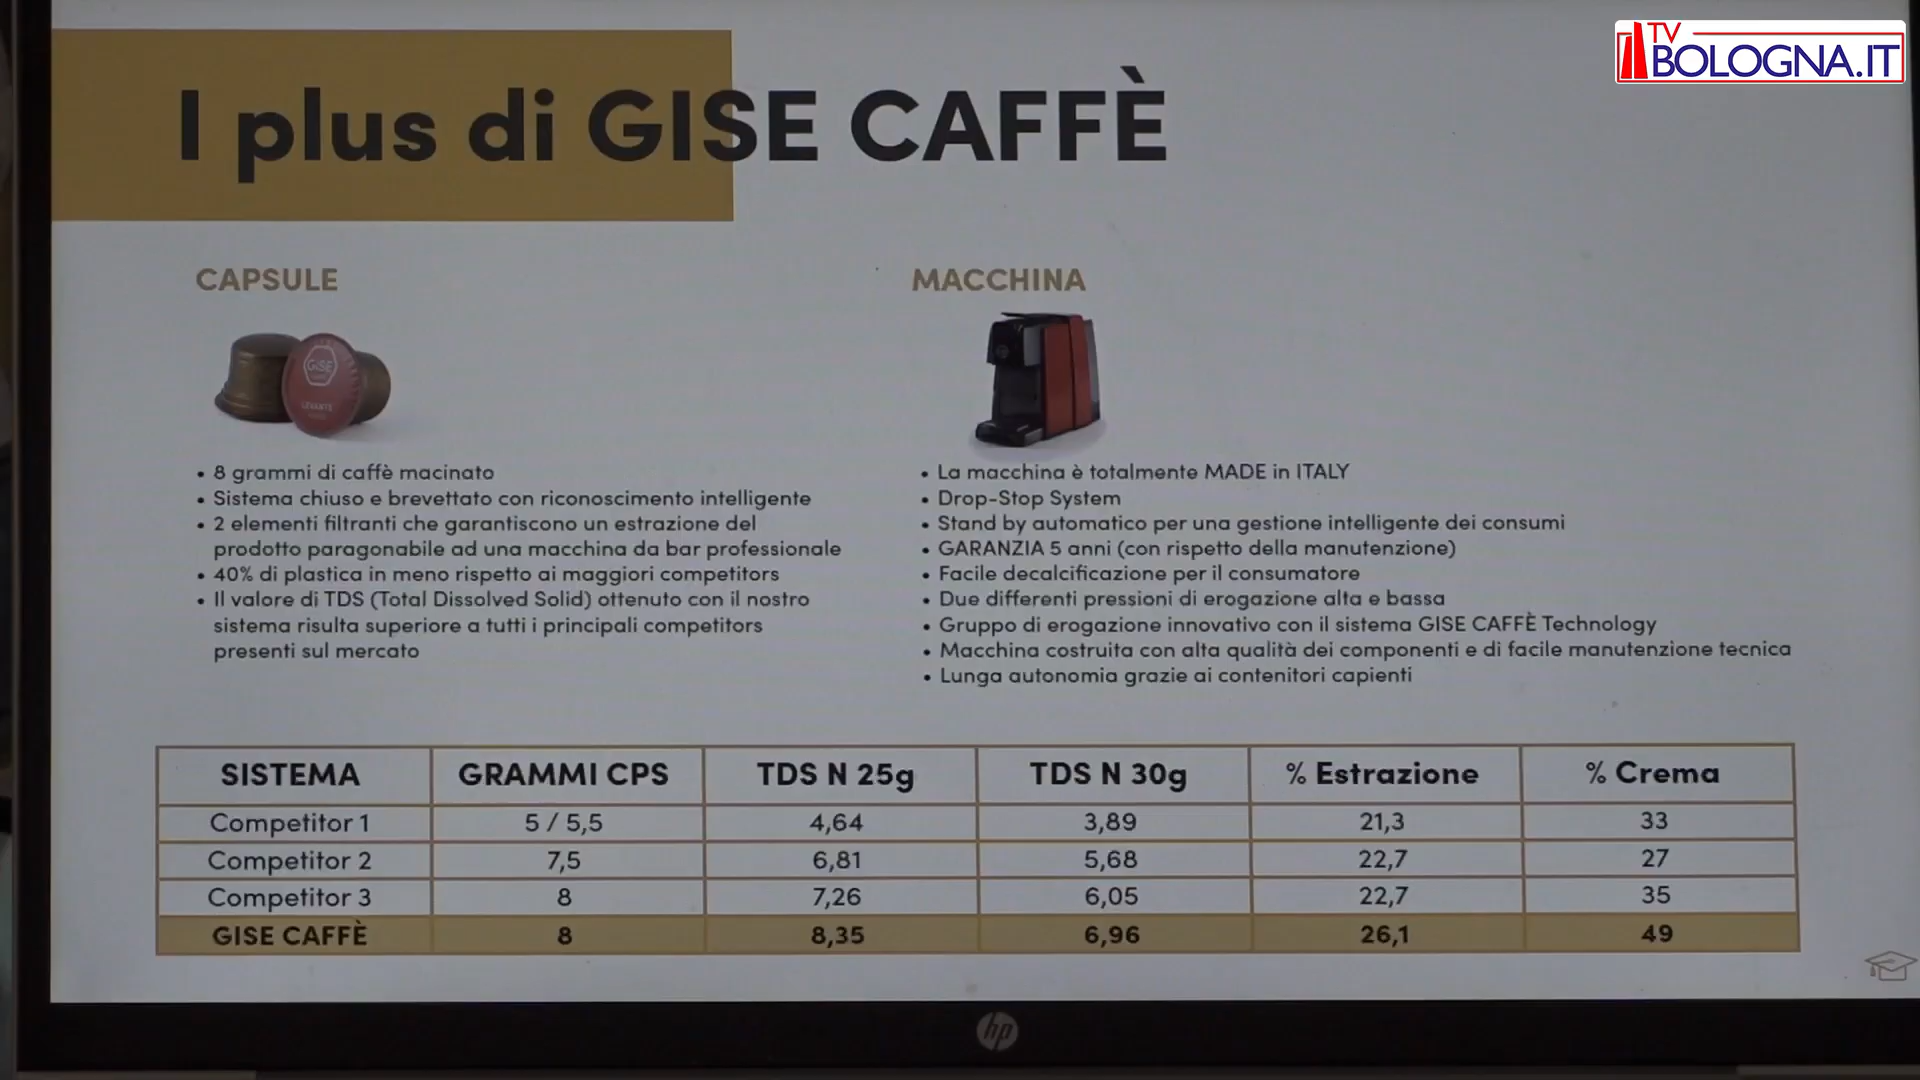 TV
BOLOGNA.IT
I plus di GISE CAFFÈ
CAPSULE
GISE
LEVANTE
• 8 grammi di caffè macinato
• Sistema chiuso e brevettato con riconoscimento intelligente
• 2 elementi filtranti che garantiscono un estrazione del
prodotto paragonabile ad una macchina da bar professionale
• 40% di plastica in meno rispetto ai maggiori competitors
• Il valore di TDS (Total Dissolved Solid) ottenuto con il nostro
sistema risulta superiore a tutti i principali competitors
presenti sul mercato
MACCHINA
• La macchina è totalmente MADE in ITALY
• Drop-Stop System
• Stand by automatico per una gestione intelligente dei consumi
• GARANZIA 5 anni (con rispetto della manutenzione)
• Facile decalcificazione per il consumatore
• Due differenti pressioni di erogazione alta e bassa
• Gruppo di erogazione innovativo con il sistema GISE CAFFÈ Technology
• Macchina costruita con alta qualità dei componenti e di facile manutenzione tecnica
• Lunga autonomia grazie ai contenitori capienti
SISTEMA GRAMMI CPS TDS N 25g TDS N 30g % Estrazione % Crema
Competitor 1 5 / 5,5 4,64 3,89 21,3 33
Competitor 2 7,5 6,81 5,68 22,7 27
Competitor 3 8 7,26 6,05 22,7 35
GISE CAFFÈ 8 8,35 6,96 26,1 49
hp